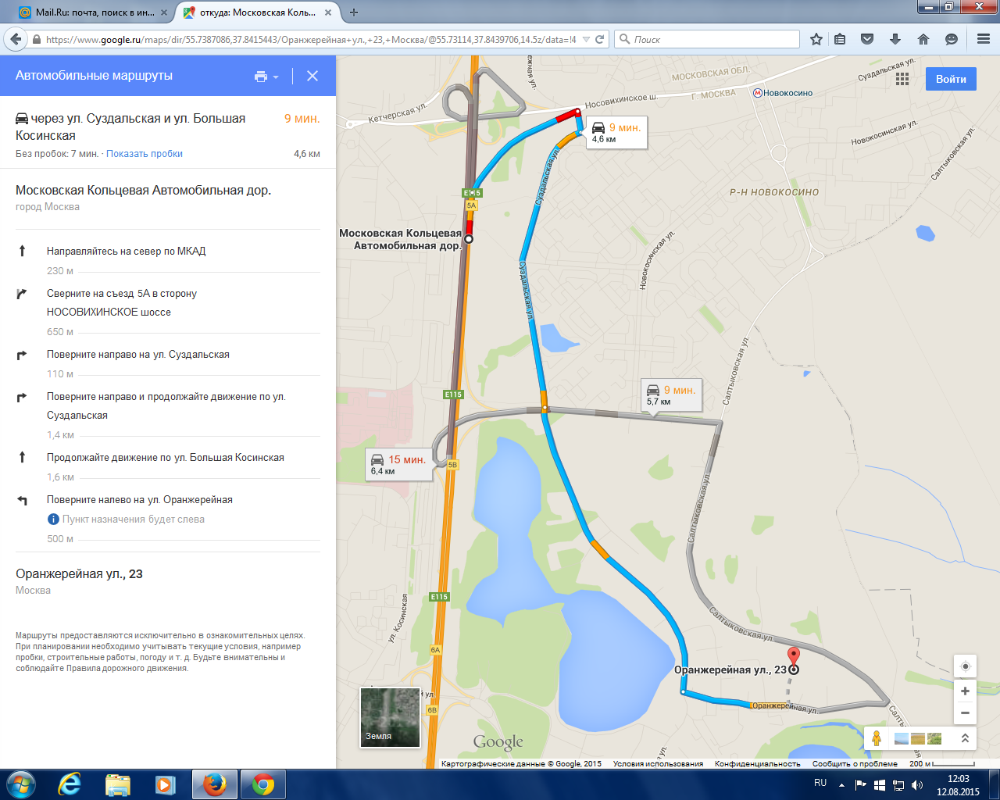 Mail.Ru: почта, поиск в ин...
откуда: Московская Коль...
https://www.google.ru/maps/dir/55.7387086,37.8415443/Оранжерейная+ул.,+23,+Москва/@55.73114,37.8439706,14.5z/data=!4
Поиск
Автомобильные маршруты
через ул. Суздальская и ул. Большая
Косинская
9 мин.
Без пробок: 7 мин. · Показать пробки
4,6 км
Московская Кольцевая Автомобильная дор.
город Москва
Направляйтесь на север по МКАД
230 м
Сверните на съезд 5A в сторону
НОСОВИХИНСКОЕ шоссе
650 м
Поверните направо на ул. Суздальская
110 м
Поверните направо и продолжайте движение по ул.
Суздальская
1,4 км
Продолжайте движение по ул. Большая Косинская
1,6 км
Поверните налево на ул. Оранжерейная
Пункт назначения будет слева
500 м
Оранжерейная ул., 23
Москва
Маршруты предоставляются исключительно в ознакомительных целях.
При планировании необходимо учитывать текущие условия, например
пробки, строительные работы, погоду и т. д. Будьте внимательны и
соблюдайте Правила дорожного движения.
Войти
Суздальская ул.
МОСКОВСКАЯ ОБЛ.
Г. МОСКВА
Новокосино
Носовихинское ш.
Кетчерская ул.
9 мин.
4,6 км
Новокосинская ул.
Салтыковская ул.
Суздальская ул.
Р-Н НОВОКОСИНО
E115
5A
Московская Кольцевая
Автомобильная дор.
Новокосинская ул.
Суздальская ул.
Салтыковская ул.
9 мин.
5,7 км
E115
15 мин.
6,4 км
5B
Салтыковская ул.
E115
ул. Косинская
Салтыковская ул.
6A
Оранжерейная ул., 23
6B
Оранжерейная ул.
Земля
Google
Картографические данные © Google, 2015
Условия использования
Конфиденциальность
Сообщить о проблеме
200 м
RU
12:03
12.08.2015